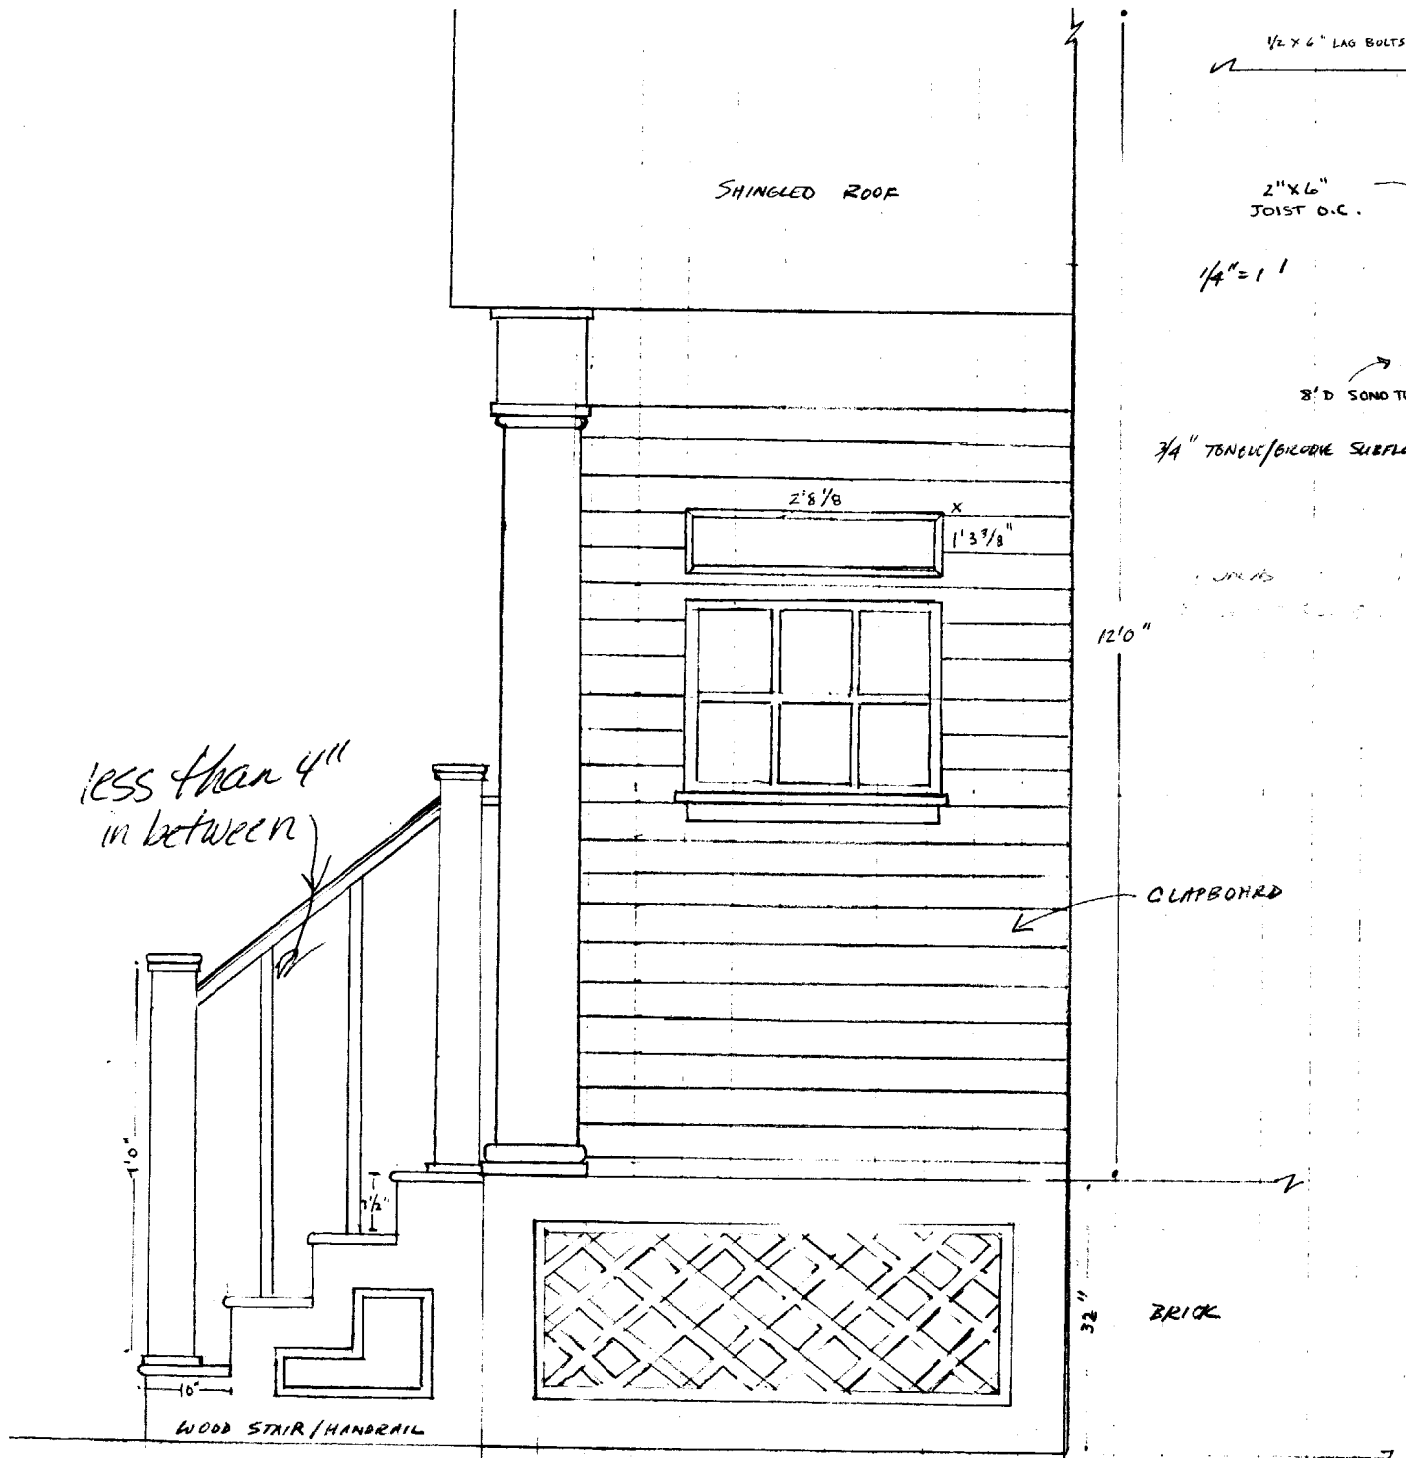 1/2 X 6" LAG BOLTS
SHINGLED ROOF
2"X6"
JOIST O.C.
1/4"=1'
8'D SONO
3/4" TONGUE/GROOVE
2'8 1/8
X
1'3 3/8"
12'0"
less than 4"
in between
CLAPBOARD
7 1/2"
32"
BRICK
10"
WOOD STAIR/HANDRAIL